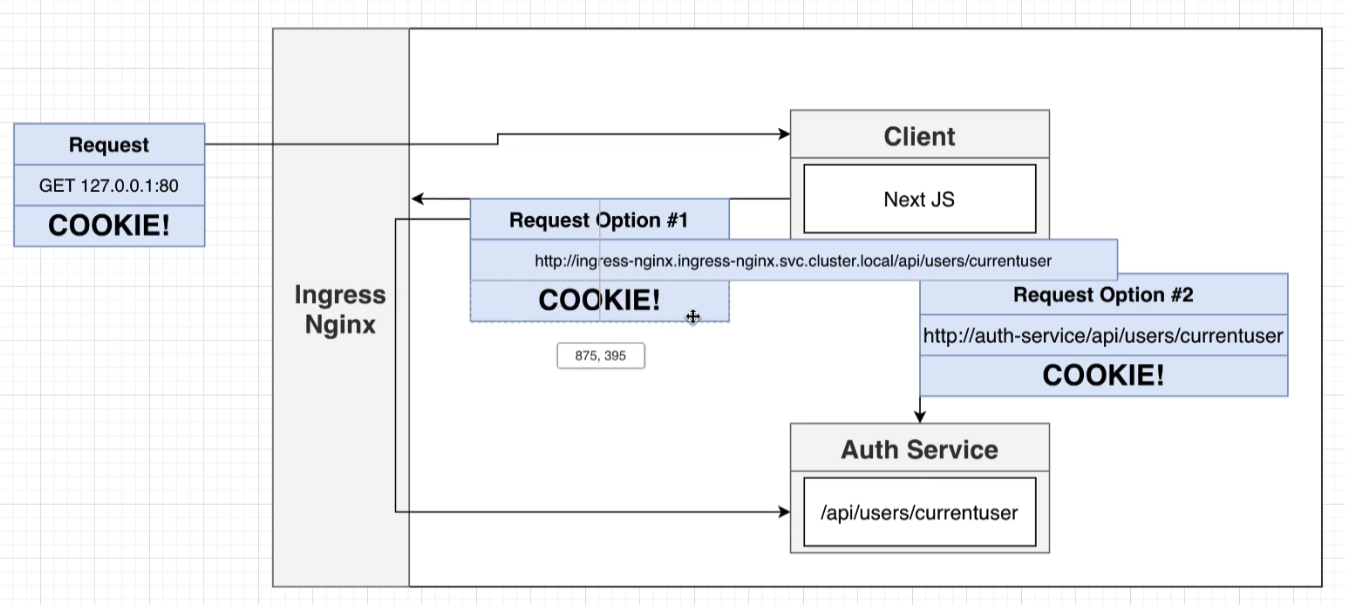 Request
GET 127.0.0.1:80
COOKIE!
Ingress
Nginx
Client
Next JS
Request Option #1
http://ingress-nginx.ingress-nginx.svc.cluster.local/api/users/currentuser
COOKIE!
875, 395
Request Option #2
http://auth-service/api/users/currentuser
COOKIE!
Auth Service
/api/users/currentuser